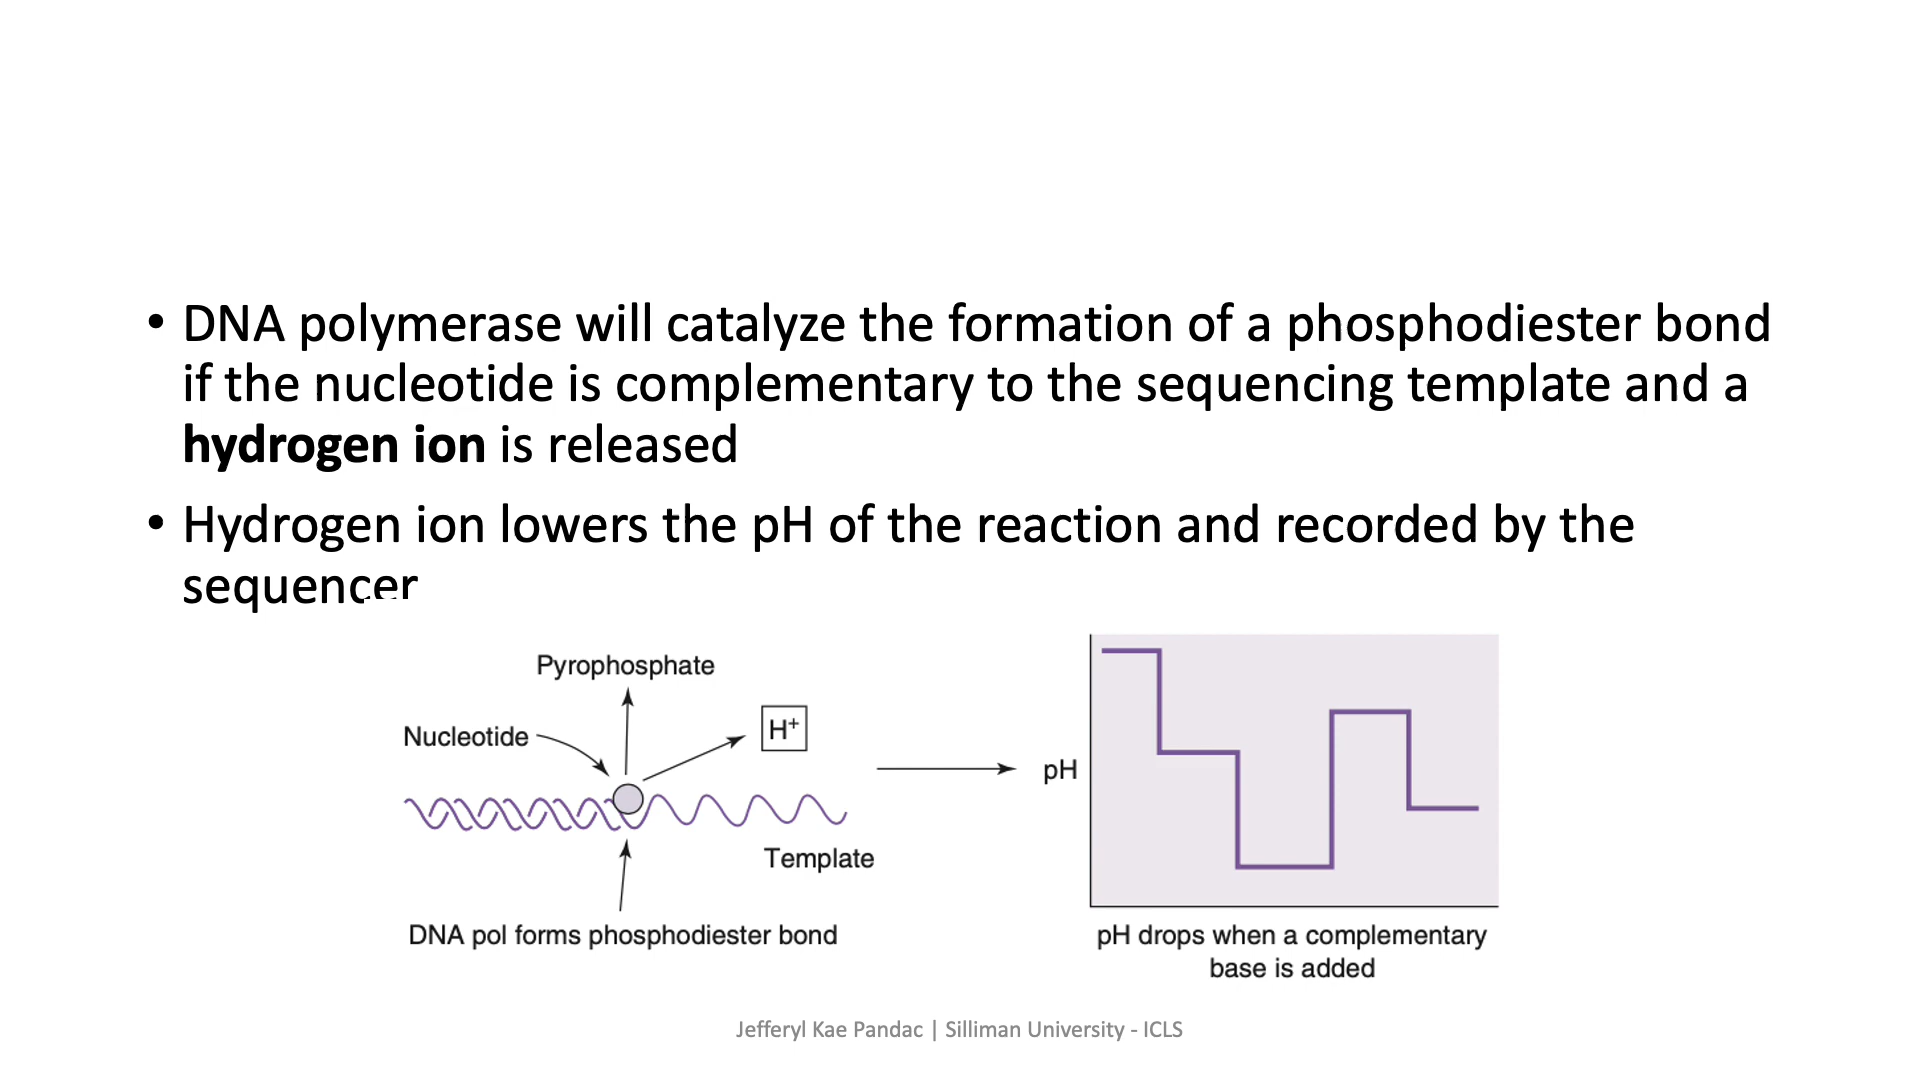 • DNA polymerase will catalyze the formation of a phosphodiester bond
if the nucleotide is complementary to the sequencing template and a
hydrogen ion is released
• Hydrogen ion lowers the pH of the reaction and recorded by the
sequencer
Pyrophosphate
Nucleotide
H⁺
pH
Template
DNA pol forms phosphodiester bond
pH drops when a complementary
base is added
Jefferyl Kae Pandac | Silliman University - ICLS